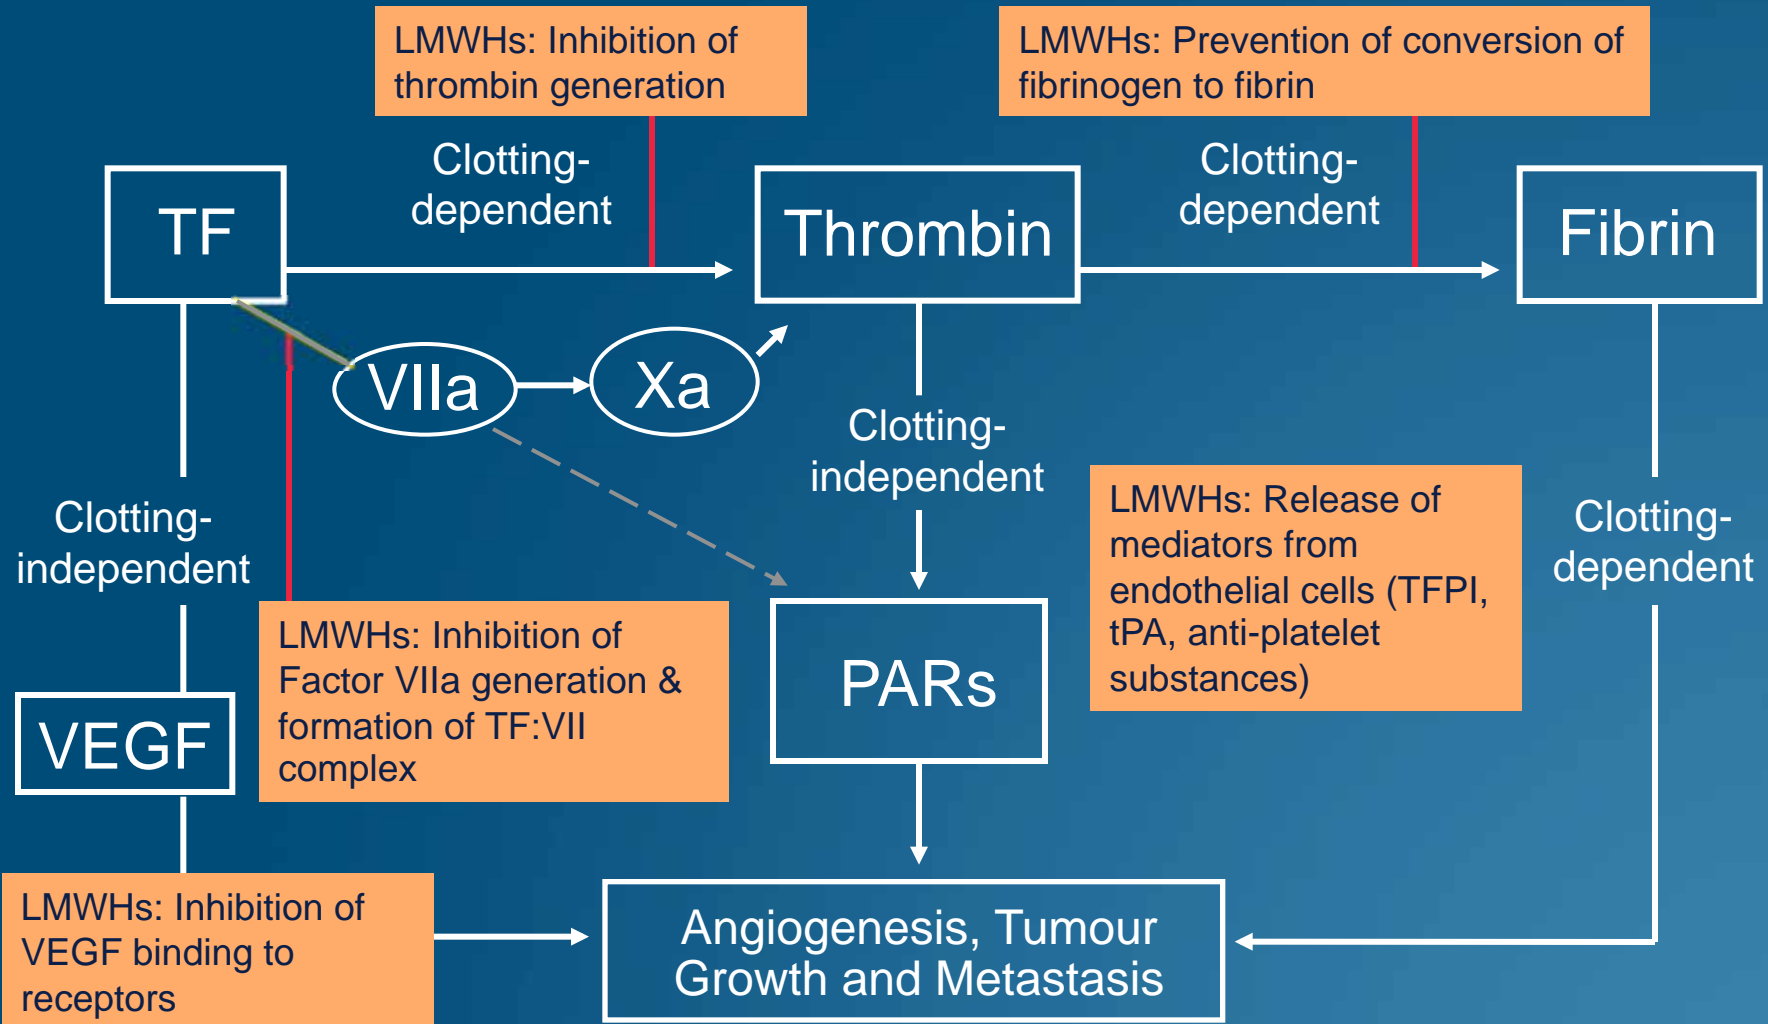 LMWHs: Inhibition of
thrombin generation
LMWHs: Prevention of conversion of
fibrinogen to fibrin
Clotting-
dependent
Clotting-
dependent
TF
Thrombin
Fibrin
VIIa
Xa
Clotting-
independent
Clotting-
independent
LMWHs: Release of
mediators from
endothelial cells (TFPI,
tPA, anti-platelet
substances)
Clotting-
dependent
LMWHs: Inhibition of
Factor VIIa generation &
formation of TF:VII
complex
PARs
VEGF
LMWHs: Inhibition of
VEGF binding to
receptors
Angiogenesis, Tumour
Growth and Metastasis